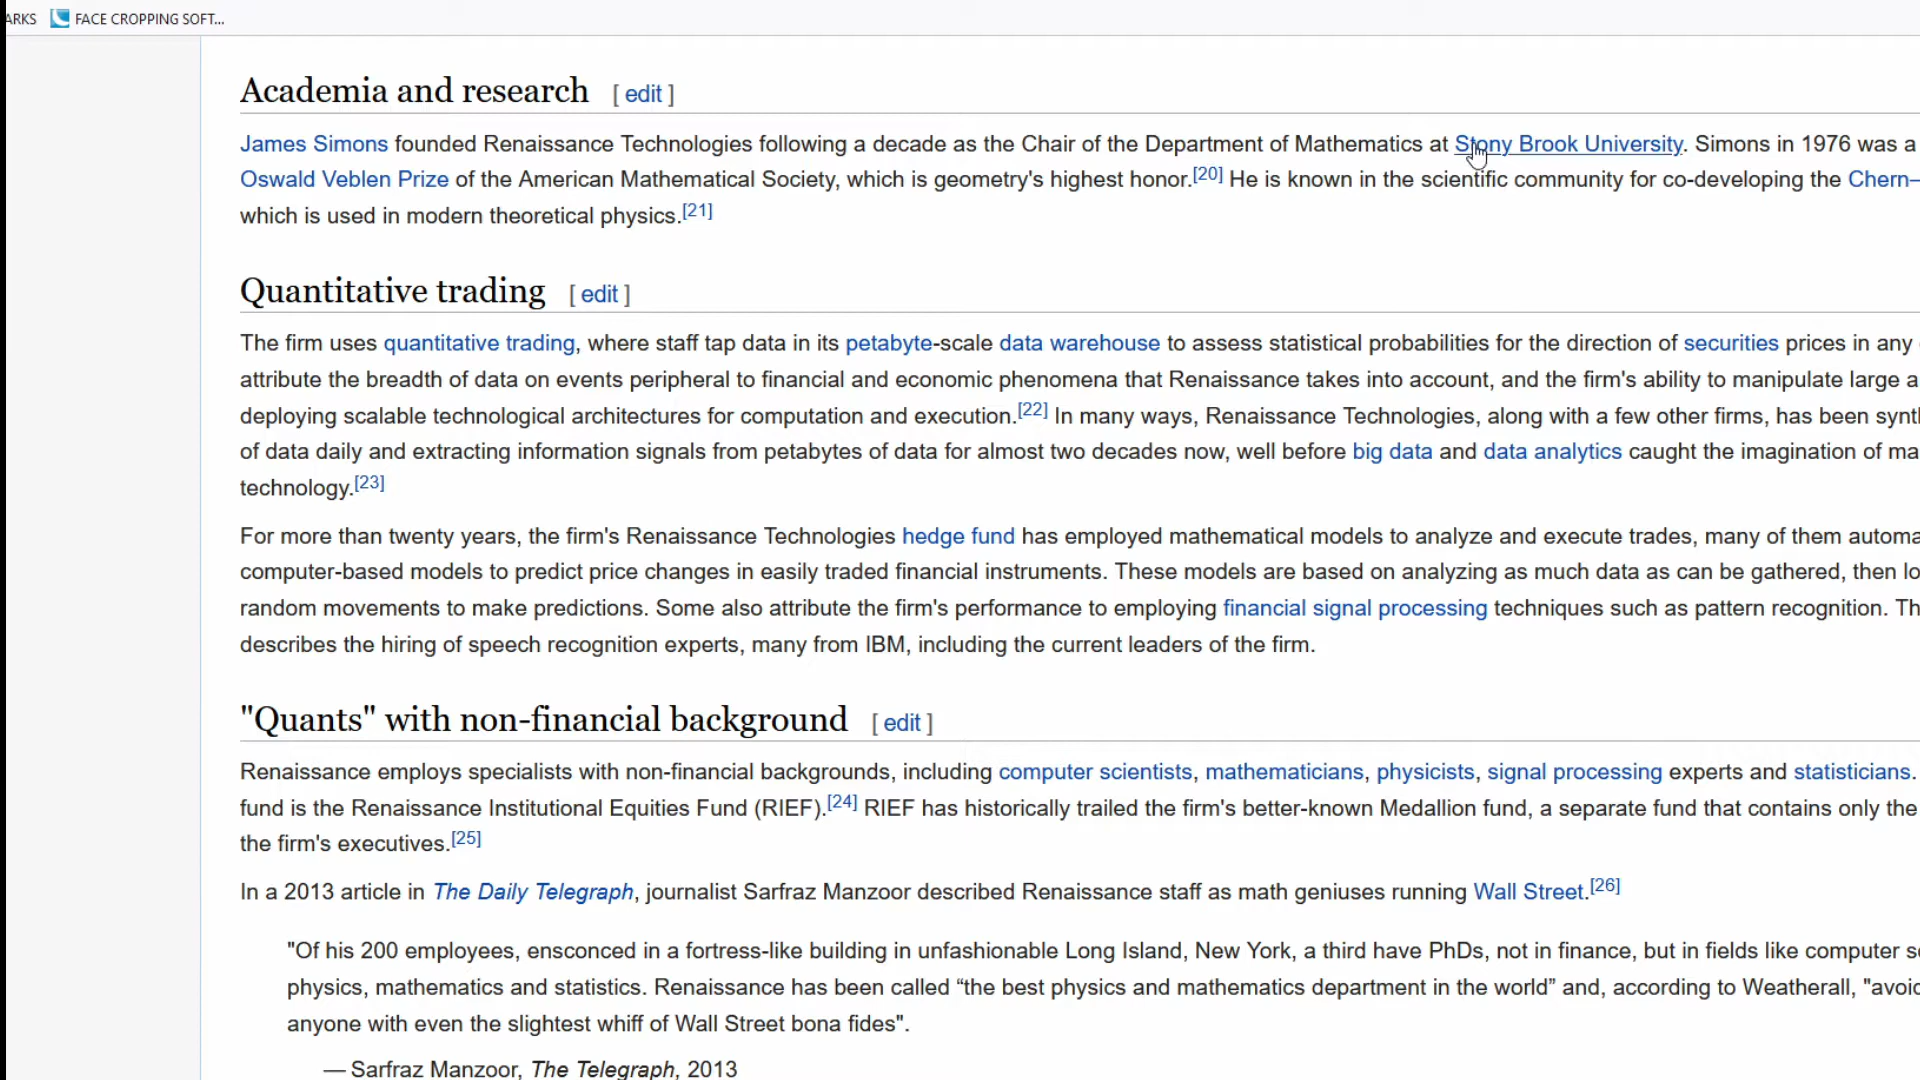 ARKS FACE CROPPING SOFT...
Academia and research [ edit ]
James Simons founded Renaissance Technologies following a decade as the Chair of the Department of Mathematics at Stony Brook University. Simons in 1976 was a
Oswald Veblen Prize of the American Mathematical Society, which is geometry's highest honor.[20] He is known in the scientific community for co-developing the Chern–
which is used in modern theoretical physics.[21]
Quantitative trading [ edit ]
The firm uses quantitative trading, where staff tap data in its petabyte-scale data warehouse to assess statistical probabilities for the direction of securities prices in any
attribute the breadth of data on events peripheral to financial and economic phenomena that Renaissance takes into account, and the firm's ability to manipulate large a
deploying scalable technological architectures for computation and execution.[22] In many ways, Renaissance Technologies, along with a few other firms, has been synth
of data daily and extracting information signals from petabytes of data for almost two decades now, well before big data and data analytics caught the imagination of ma
technology.[23]
For more than twenty years, the firm's Renaissance Technologies hedge fund has employed mathematical models to analyze and execute trades, many of them automa
computer-based models to predict price changes in easily traded financial instruments. These models are based on analyzing as much data as can be gathered, then lo
random movements to make predictions. Some also attribute the firm's performance to employing financial signal processing techniques such as pattern recognition. Th
describes the hiring of speech recognition experts, many from IBM, including the current leaders of the firm.
"Quants" with non-financial background [ edit ]
Renaissance employs specialists with non-financial backgrounds, including computer scientists, mathematicians, physicists, signal processing experts and statisticians.
fund is the Renaissance Institutional Equities Fund (RIEF).[24] RIEF has historically trailed the firm's better-known Medallion fund, a separate fund that contains only the
the firm's executives.[25]
In a 2013 article in The Daily Telegraph, journalist Sarfraz Manzoor described Renaissance staff as math geniuses running Wall Street.[26]
"Of his 200 employees, ensconced in a fortress-like building in unfashionable Long Island, New York, a third have PhDs, not in finance, but in fields like computer s
physics, mathematics and statistics. Renaissance has been called “the best physics and mathematics department in the world” and, according to Weatherall, "avoid
anyone with even the slightest whiff of Wall Street bona fides".
— Sarfraz Manzoor, The Telegraph, 2013